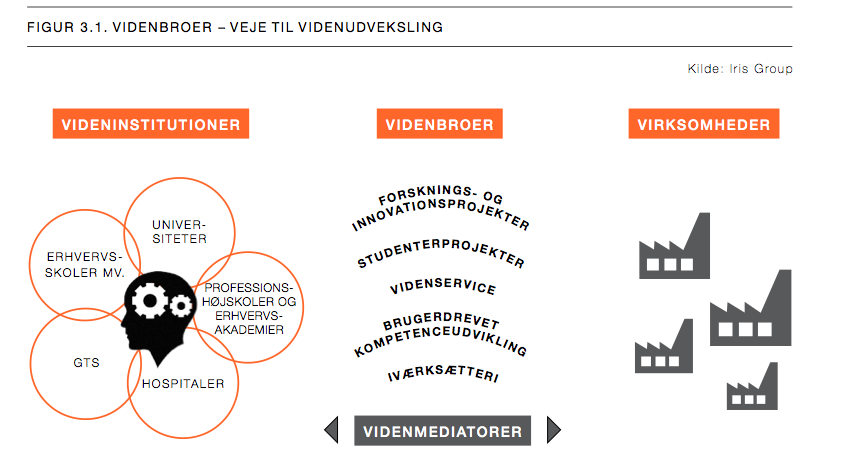 FIGUR 3.1. VIDENBROER – VEJE TIL VIDENUDVEKSLING
Kilde: Iris Group
VIDENINSTITUTIONER
UNIVER-
SITETER
ERHVERVS-
SKOLER MV.
PROFESSIONS-
HØJSKOLER OG
ERHVERVS-
AKADEMIER
GTS
HOSPITALER
VIDENBROER
FORSKNINGS- OG
INNOVATIONSPROJEKTER
STUDENTERPROJEKTER
VIDENSERVICE
BRUGERDREVET
KOMPETENCEUDVIKLING
IVÆRKSÆTTERI
VIDENMEDIATORER
VIRKSOMHEDER